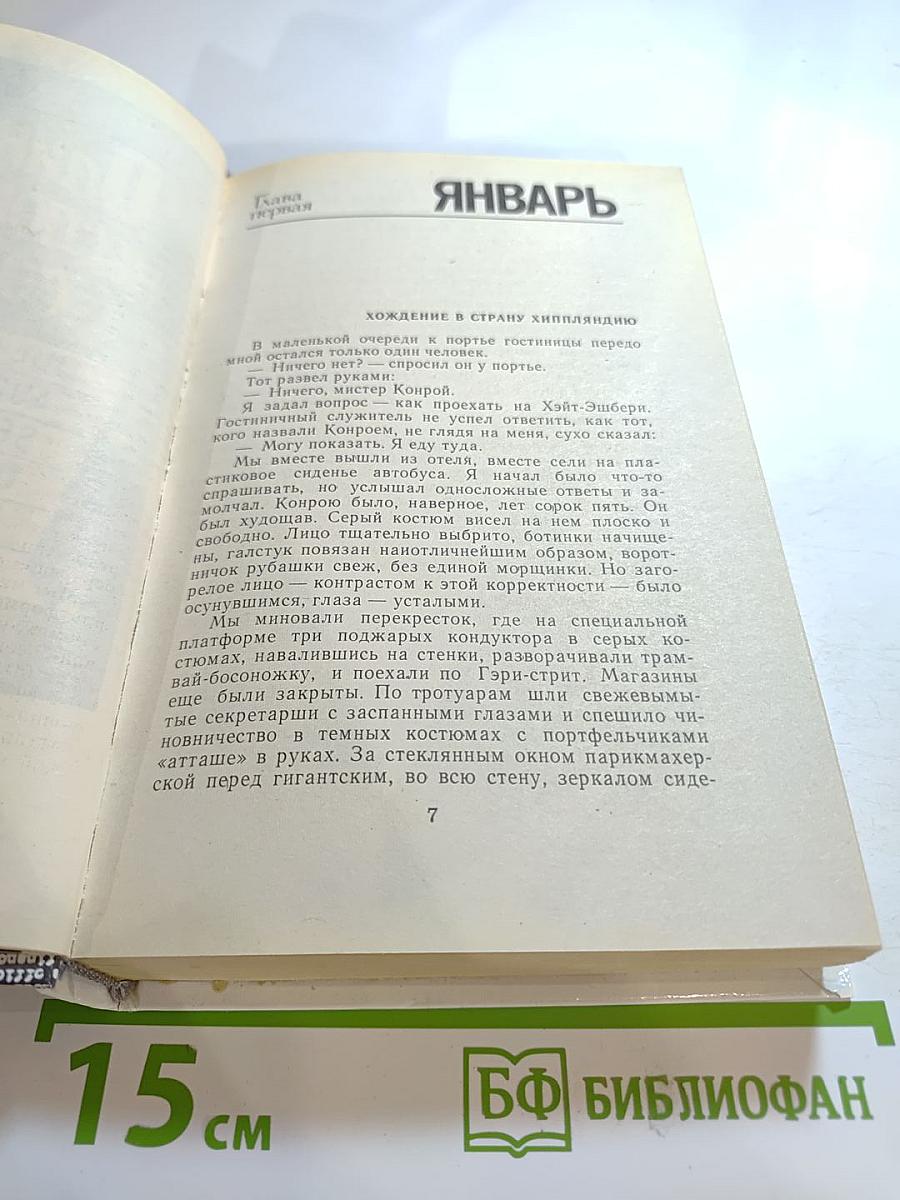 Глава
первая
ЯНВАРЬ
ХОЖДЕНИЕ В СТРАНУ ХИППЛЯНДИЮ
В маленькой очереди к портье гостиницы передо
мной остался только один человек.
— Ничего нет? — спросил он у портье.
Тот развел руками:
— Ничего, мистер Конрой.
Я задал вопрос — как проехать на Хэйт-Эшбери.
Гостиничный служитель не успел ответить, как тот,
кого назвали Конроем, не глядя на меня, сухо сказал:
— Могу показать. Я еду туда.
Мы вместе вышли из отеля, вместе сели на пла-
стиковое сиденье автобуса. Я начал было что-то
спрашивать, но услышал односложные ответы и за-
молчал. Конрою было, наверное, лет сорок пять. Он
был худощав. Серый костюм висел на нем плоско и
свободно. Лицо тщательно выбрито, ботинки начище-
ны, галстук повязан наиотличнейшим образом, ворот-
ничок рубашки свеж, без единой морщинки. Но заго-
релое лицо — контрастом к этой корректности — было
осунувшимся, глаза — усталыми.
Мы миновали перекресток, где на специальной
платформе три поджарых кондуктора в серых ко-
стюмах, навалившись на стенки, разворачивали трам-
вай-босоножку, и поехали по Гэри-стрит. Магазины
еще были закрыты. По тротуарам шли свежевымы-
тые секретарши с заспанными глазами и спешило чи-
новничество в темных костюмах с портфельчиками
«атташе» в руках. За стеклянным окном парикмахер-
ской перед гигантским, во всю стену, зеркалом сиде-
7
15 см
БФ БИБЛИОФАН